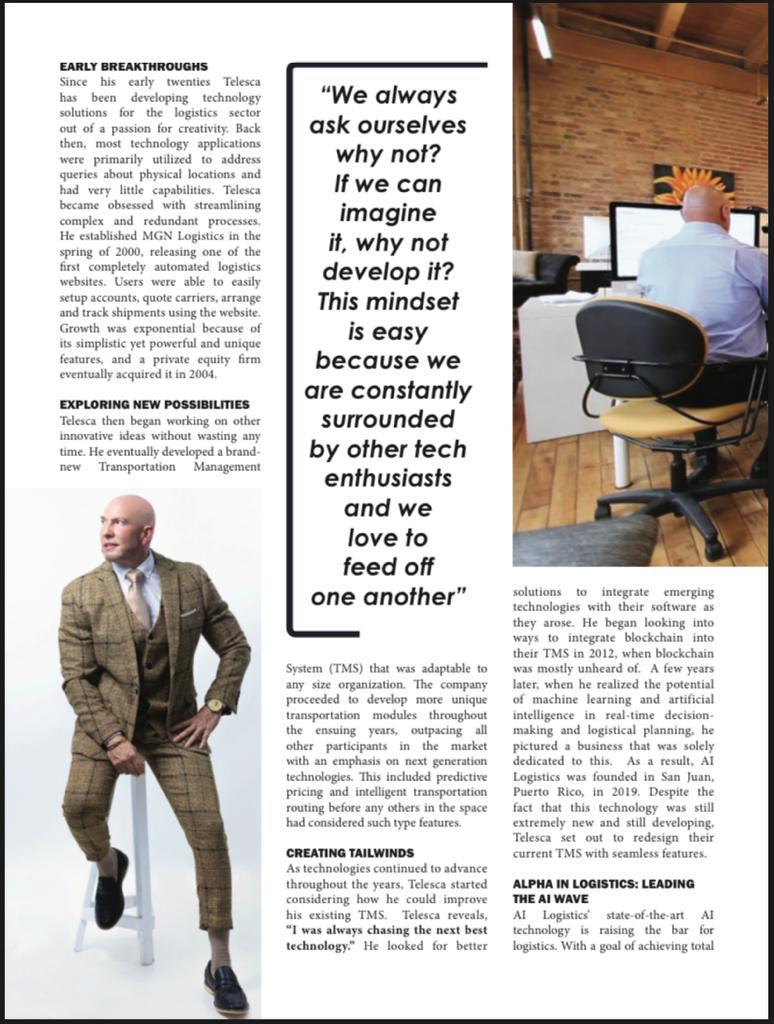 EARLY BREAKTHROUGHS
Since his early twenties Telesca
has been developing technology
solutions for the logistics sector
out of a passion for creativity. Back
then, most technology applications
were primarily utilized to address
queries about physical locations and
had very little capabilities. Telesca
became obsessed with streamlining
complex and redundant processes.
He established MGN Logistics in the
spring of 2000, releasing one of the
first completely automated logistics
websites. Users were able to easily
setup accounts, quote carriers, arrange
and track shipments using the website.
Growth was exponential because of
its simplistic yet powerful and unique
features, and a private equity firm
eventually acquired it in 2004.
EXPLORING NEW POSSIBILITIES
Telesca then began working on other
innovative ideas without wasting any
time. He eventually developed a brand-
new Transportation Management
“We always
ask ourselves
why not?
If we can
imagine
it, why not
develop it?
This mindset
is easy
because we
are constantly
surrounded
by other tech
enthusiasts
and we
love to
feed off
one another”
System (TMS) that was adaptable to
any size organization. The company
proceeded to develop more unique
transportation modules throughout
the ensuing years, outpacing all
other participants in the market
with an emphasis on next generation
technologies. This included predictive
pricing and intelligent transportation
routing before any others in the space
had considered such type features.
CREATING TAILWINDS
As technologies continued to advance
throughout the years, Telesca started
considering how he could improve
his existing TMS. Telesca reveals,
“I was always chasing the next best
technology.” He looked for better
solutions to integrate emerging
technologies with their software as
they arose. He began looking into
ways to integrate blockchain into
their TMS in 2012, when blockchain
was mostly unheard of. A few years
later, when he realized the potential
of machine learning and artificial
intelligence in real-time decision-
making and logistical planning, he
pictured a business that was solely
dedicated to this. As a result, AI
Logistics was founded in San Juan,
Puerto Rico, in 2019. Despite the
fact that this technology was still
extremely new and still developing,
Telesca set out to redesign their
current TMS with seamless features.
ALPHA IN LOGISTICS: LEADING
THE AI WAVE
AI Logistics’ state-of-the-art AI
technology is raising the bar for
logistics. With a goal of achieving total